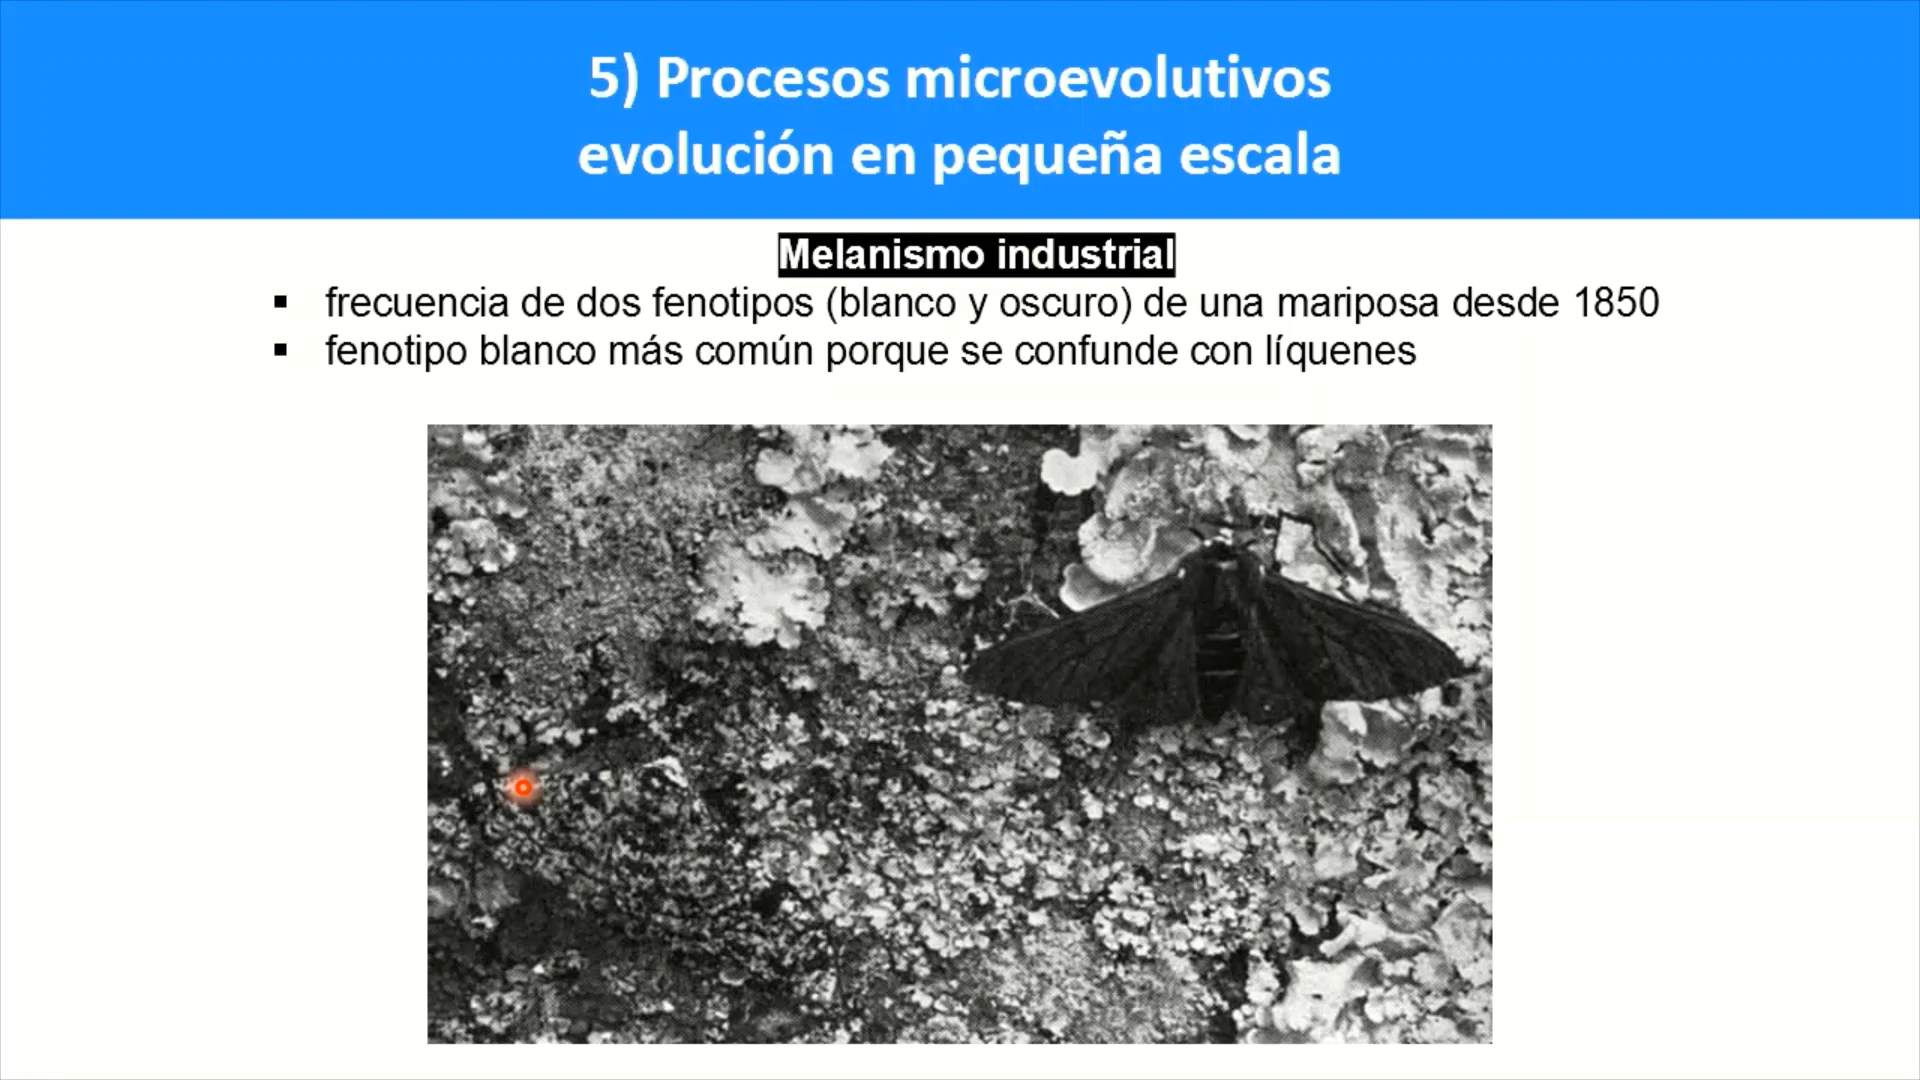 5) Procesos microevolutivos
evolución en pequeña escala
Melanismo industrial
▪ frecuencia de dos fenotipos (blanco y oscuro) de una mariposa desde 1850
▪ fenotipo blanco más común porque se confunde con líquenes